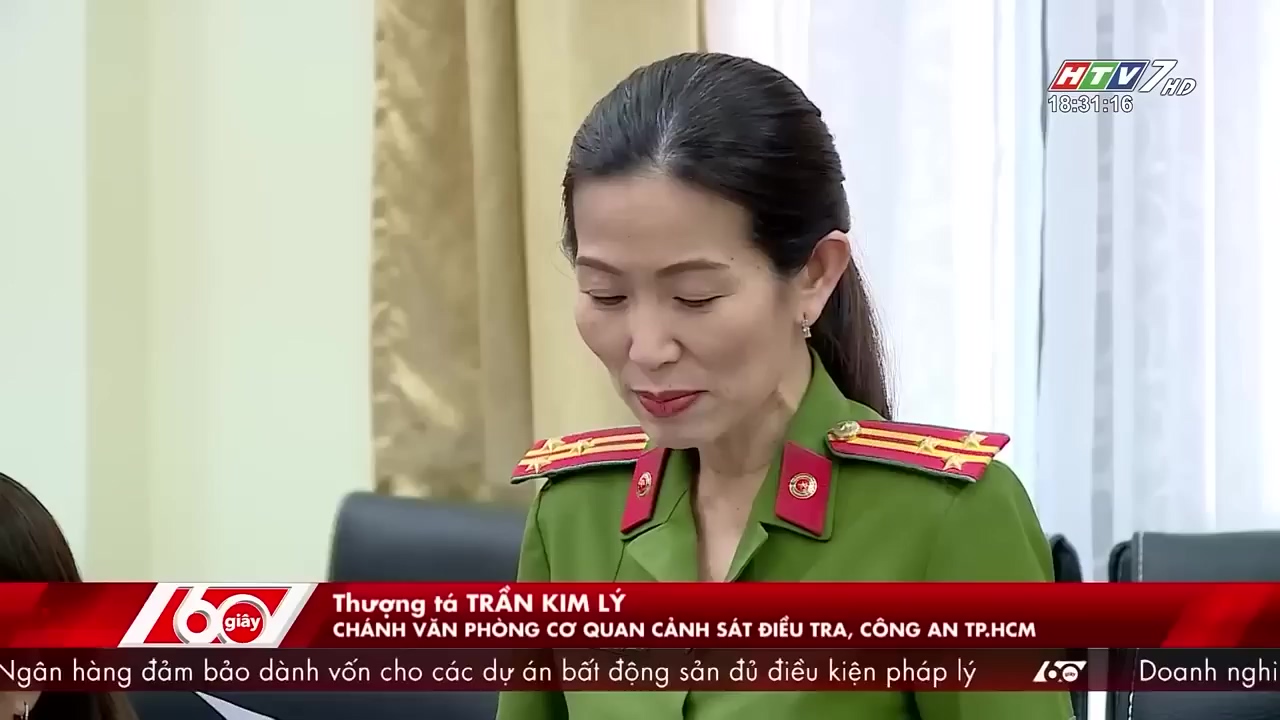 HTV7 HD
18:31:16
60 giây
Thượng tá TRẦN KIM LÝ
CHÁNH VĂN PHÒNG CƠ QUAN CẢNH SÁT ĐIỀU TRA, CÔNG AN TP.HCM
Ngân hàng đảm bảo dành vốn cho các dự án bất động sản đủ điều kiện pháp lý 60 giây Doanh nghi